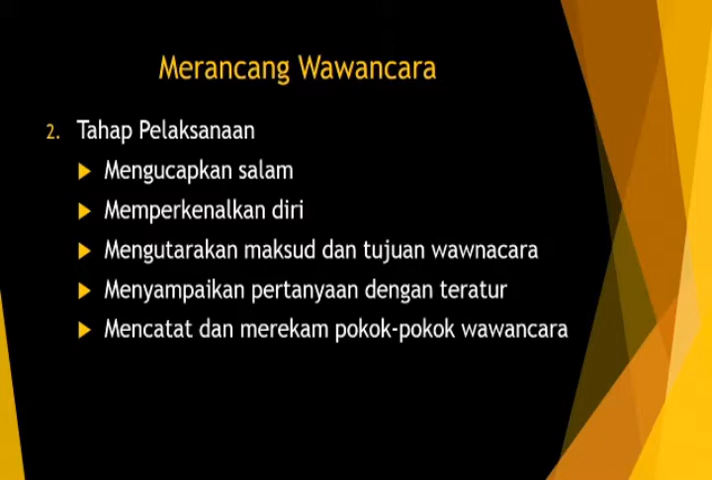 Merancang Wawancara
2. Tahap Pelaksanaan
Mengucapkan salam
Memperkenalkan diri
Mengutarakan maksud dan tujuan wawnacara
Menyampaikan pertanyaan dengan teratur
Mencatat dan merekam pokok-pokok wawancara